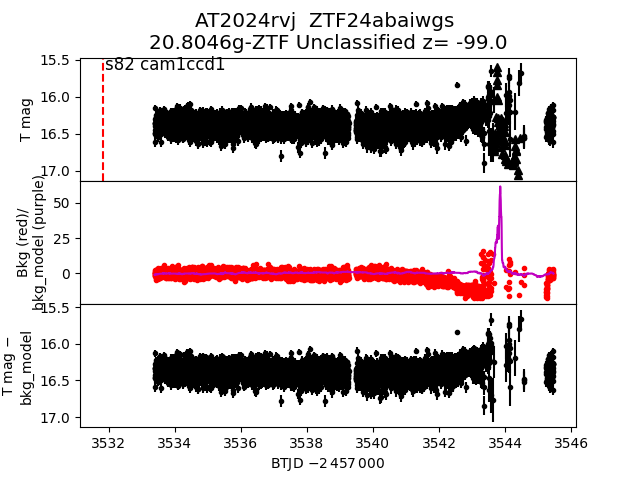 AT2024rvj  ZTF24abaiwgs
20.8046g-ZTF Unclassified z= -99.0
s82 cam1ccd1
T mag
15.5
16.0
16.5
17.0
Bkg (red)/
bkg_model (purple)
50
25
0
T mag −
bkg_model
15.5
16.0
16.5
17.0
3532 3534 3536 3538 3540 3542 3544 3546
BTJD −2 457 000